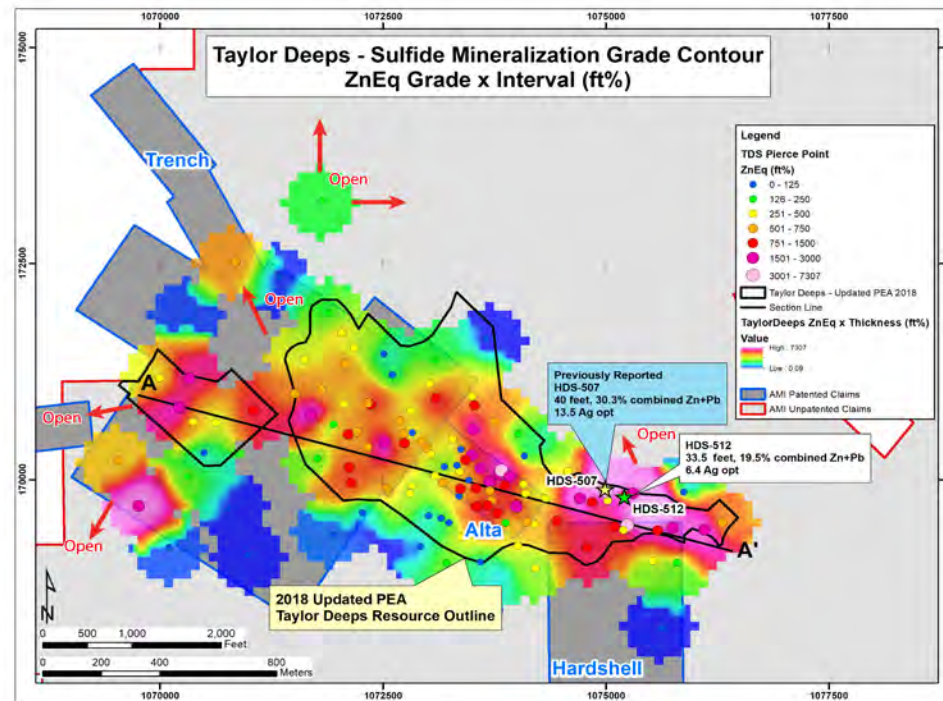 1070000 1072500 1075000 1077500
Taylor Deeps - Sulfide Mineralization Grade Contour
ZnEq Grade x Interval (ft%)
175000
175000
Trench
Open
Legend
TDS Pierce Point
ZnEq (ft%)
0 - 125
126 - 250
251 - 500
501 - 750
751 - 1500
1501 - 3000
3001 - 7307
Taylor Deeps - Updated PEA 2018
Section Line
TaylorDeeps ZnEq x Thickness (ft%)
Value
High : 7307
Low : 0.09
AMI Patented Claims
AMI Unpatented Claims
172500
172500
Open
A
Open
Previously Reported
HDS-507
40 feet, 30.3% combined Zn+Pb
13.5 Ag opt
Open
HDS-512
33.5 feet, 19.5% combined Zn+Pb
6.4 Ag opt
170000
170000
HDS-507
HDS-512
Alta
A'
Open
2018 Updated PEA
Taylor Deeps Resource Outline
N
0 500 1,000 2,000
Feet
0 200 400 800
Meters
Hardshell
1070000 1072500 1075000 1077500